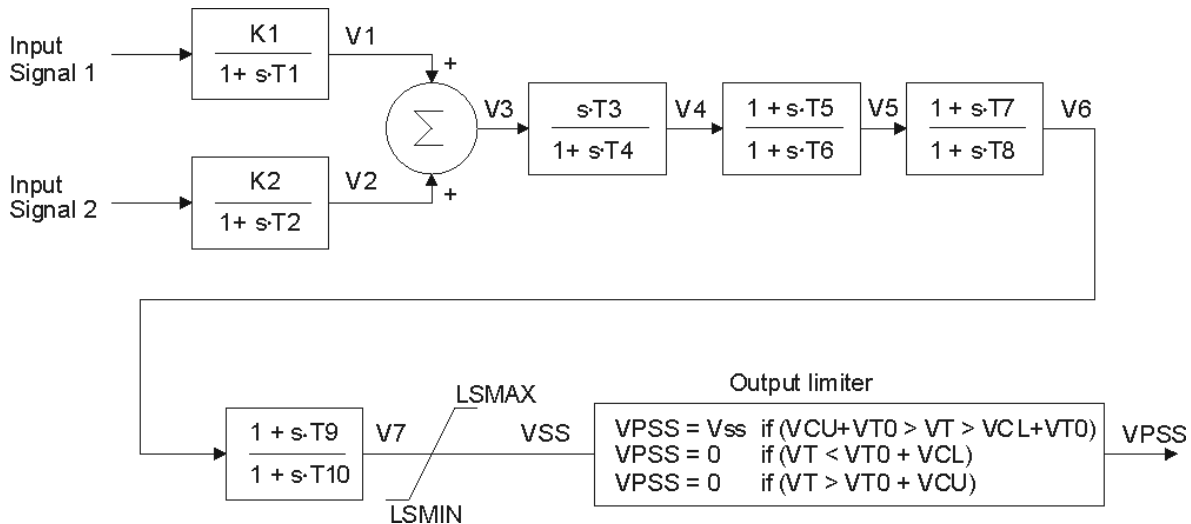 Input
Signal 1
K1
1+ s·T1
V1
+
Input
Signal 2
K2
1+ s·T2
V2
+
Σ
V3
s·T3
1+ s·T4
V4
1 + s·T5
1 + s·T6
V5
1 + s·T7
1 + s·T8
V6
1 + s·T9
1 + s·T10
V7
LSMAX
LSMIN
VSS
Output limiter
VPSS = Vss if (VCU+VT0 > VT > VCL+VT0)
VPSS = 0 if (VT < VT0 + VCL)
VPSS = 0 if (VT > VT0 + VCU)
VPSS